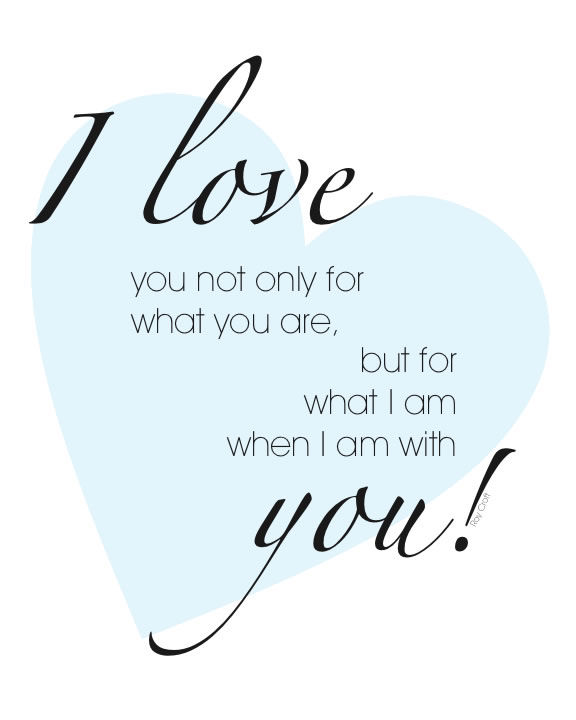 I love
you not only for
what you are,
but for
what I am
when I am with
you!
Roy Croft